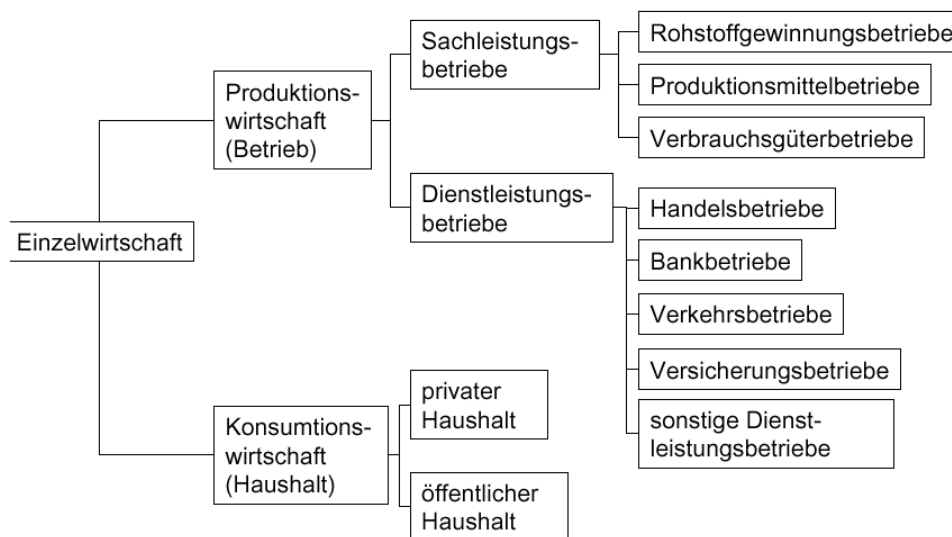 Einzelwirtschaft
Produktions-
wirtschaft
(Betrieb)
Sachleistungs-
betriebe
Rohstoffgewinnungsbetriebe
Produktionsmittelbetriebe
Verbrauchsgüterbetriebe
Dienstleistungs-
betriebe
Handelsbetriebe
Bankbetriebe
Verkehrsbetriebe
Versicherungsbetriebe
sonstige Dienst-
leistungsbetriebe
Konsumtions-
wirtschaft
(Haushalt)
privater
Haushalt
öffentlicher
Haushalt